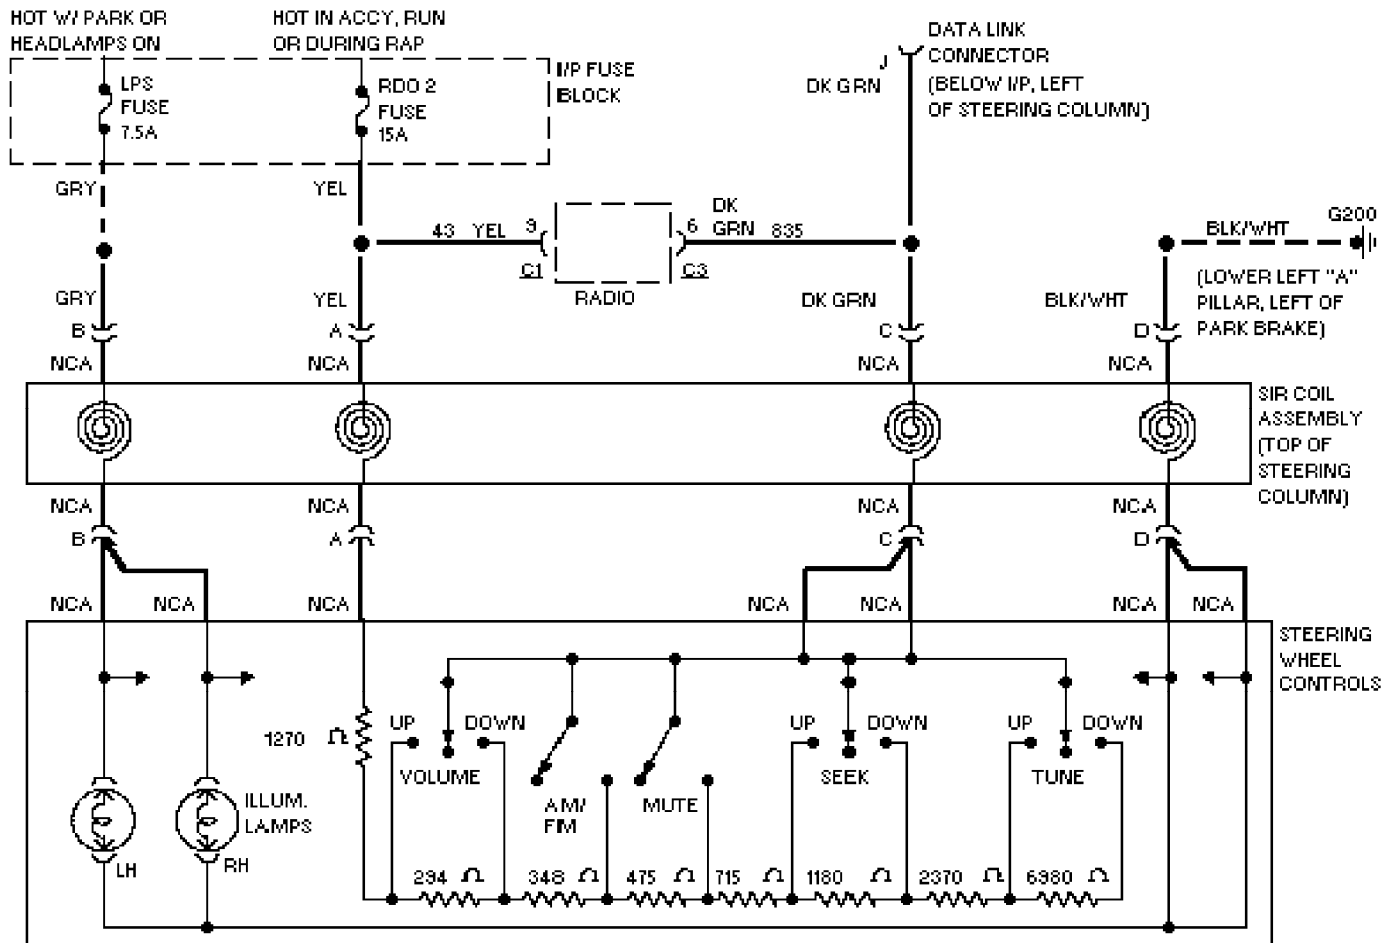 HOT W/ PARK OR
HEADLAMPS ON
HOT IN ACCY, RUN
OR DURING RAP
DATA LINK
CONNECTOR
(BELOW I/P, LEFT
OF STEERING COLUMN)
J
DK GRN
LPS
FUSE
7.5A
RDO 2
FUSE
15A
I/P FUSE
BLOCK
GRY
YEL
43 YEL 9
C1
RADIO
6
C3
DK
GRN 835
BLK/WHT
G200
(LOWER LEFT "A"
PILLAR, LEFT OF
PARK BRAKE)
GRY
YEL
DK GRN
BLK/WHT
B
A
C
D
NCA
NCA
NCA
NCA
SIR COIL
ASSEMBLY
(TOP OF
STEERING
COLUMN)
NCA
NCA
NCA
NCA
B
A
C
D
NCA
NCA
NCA
NCA
NCA
NCA
NCA
STEERING
WHEEL
CONTROLS
1270 Ω
UP DOWN
VOLUME
AM/
FM
MUTE
UP DOWN
SEEK
UP DOWN
TUNE
ILLUM.
LAMPS
LH
RH
294 Ω
348 Ω
475 Ω
715 Ω
1180 Ω
2370 Ω
6980 Ω